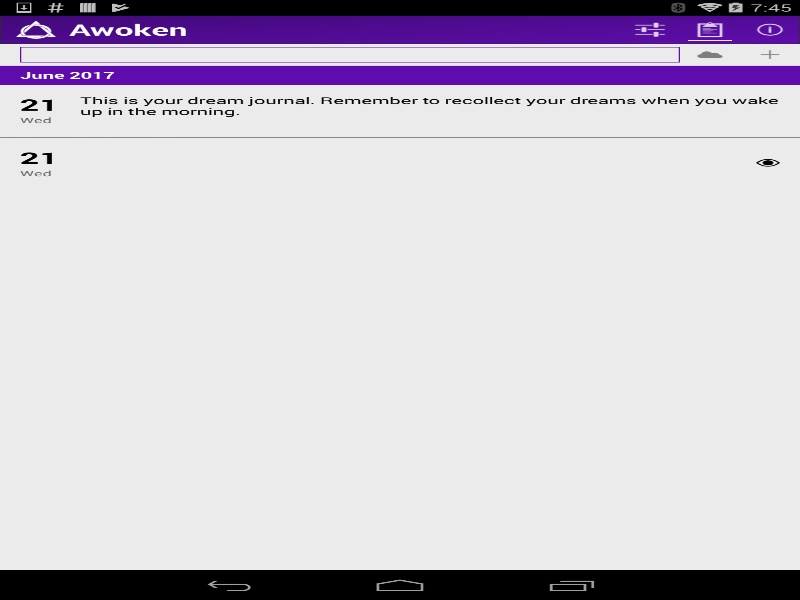 7:45
Awoken
June 2017
21
This is your dream journal. Remember to recollect your dreams when you wake
up in the morning.
Wed
21
Wed